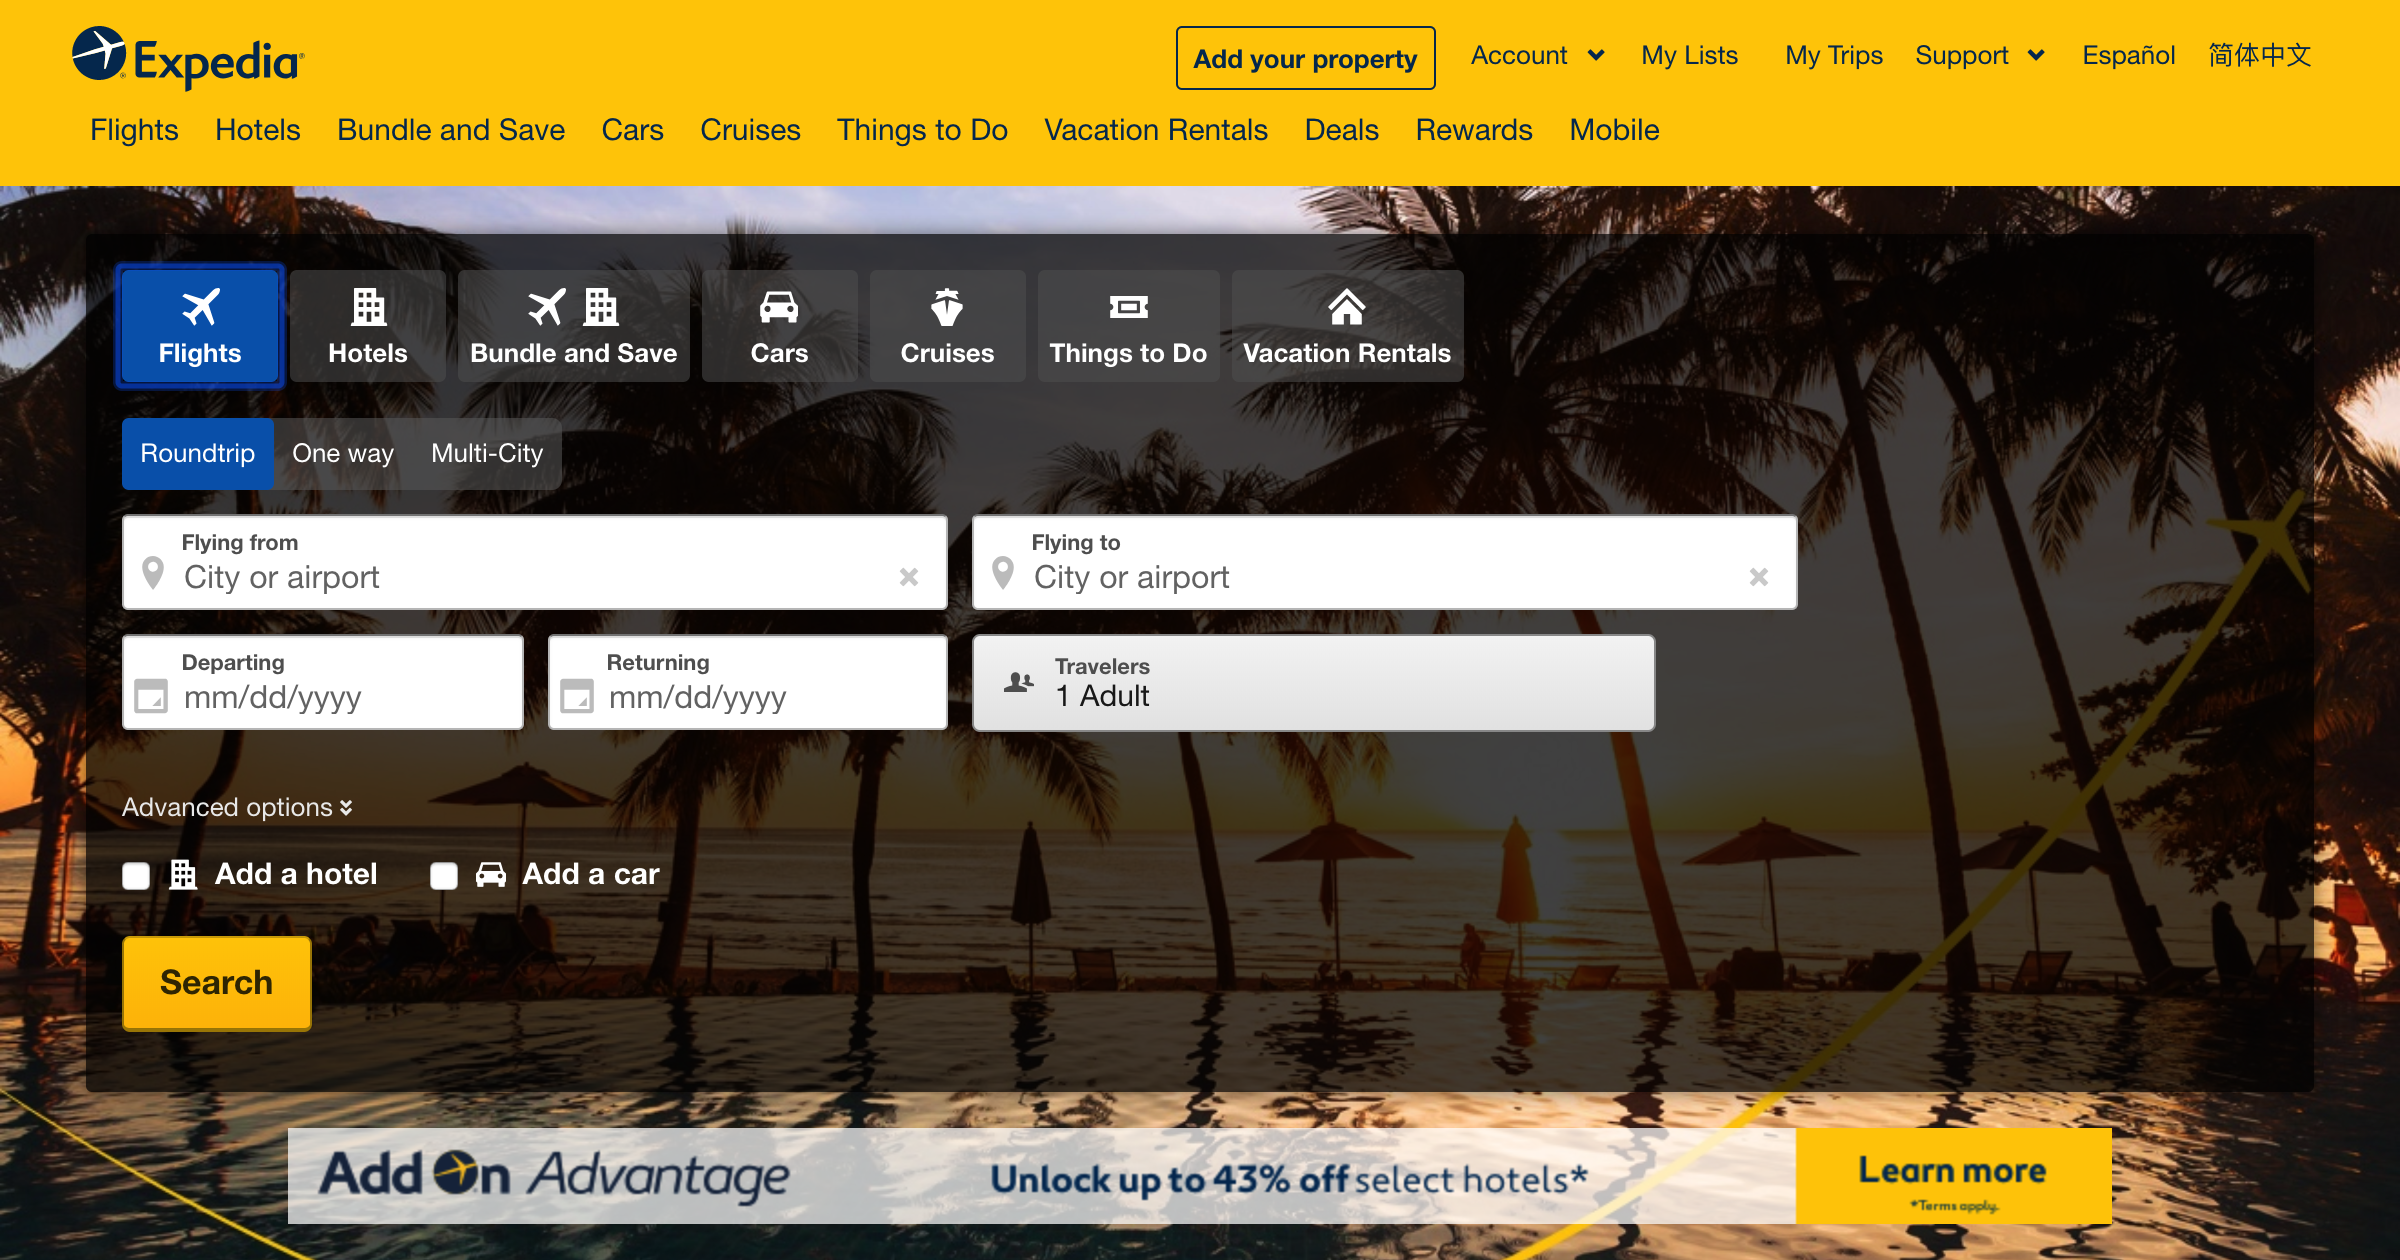 Expedia
Add your property Account My Lists My Trips Support Español 简体中文
Flights Hotels Bundle and Save Cars Cruises Things to Do Vacation Rentals Deals Rewards Mobile
Flights Hotels Bundle and Save Cars Cruises Things to Do Vacation Rentals
Roundtrip One way Multi-City
Flying from
City or airport
Flying to
City or airport
Departing
mm/dd/yyyy
Returning
mm/dd/yyyy
Travelers
1 Adult
Advanced options
Add a hotel Add a car
Search
Add On Advantage
Unlock up to 43% off select hotels*
Learn more
*Terms apply.